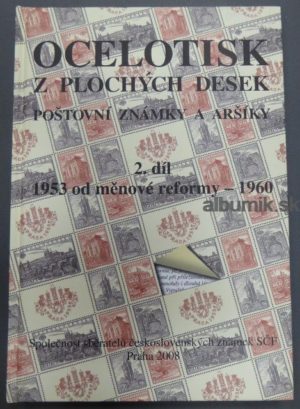 OCELOTISK
Z PLOCHÝCH DESEK
POŠTOVNÍ ZNÁMKY A ARŠÍKY
2. díl
1953 od měnové reformy – 1960
albumik.sk
Společnost sběratelů československých známek SČF
Praha 2008